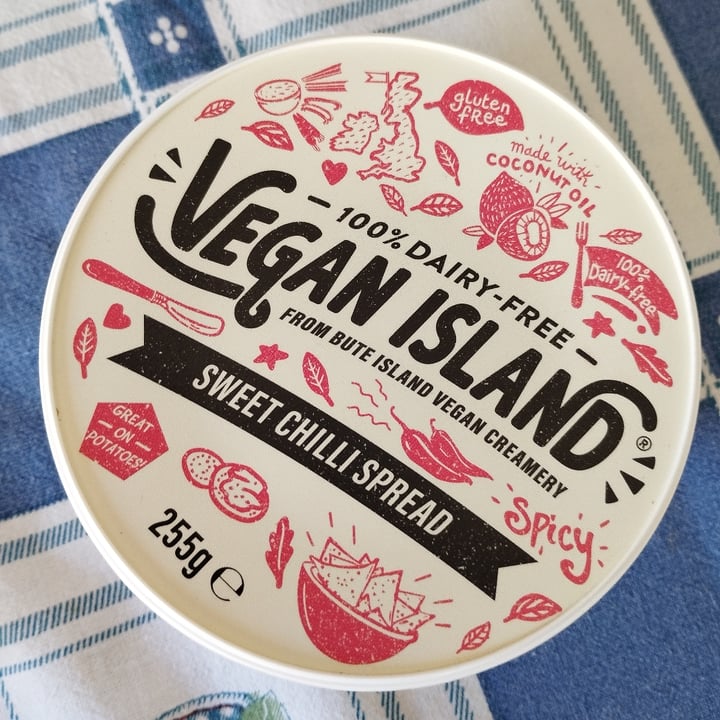 gluten
free
made with
COCONUT OIL
100%
Dairy-free
100% DAIRY-FREE
VEGAN ISLAND®
FROM BUTE ISLAND VEGAN CREAMERY
SWEET CHILLI SPREAD
GREAT
ON
POTATOES!
Spicy
255g ℮